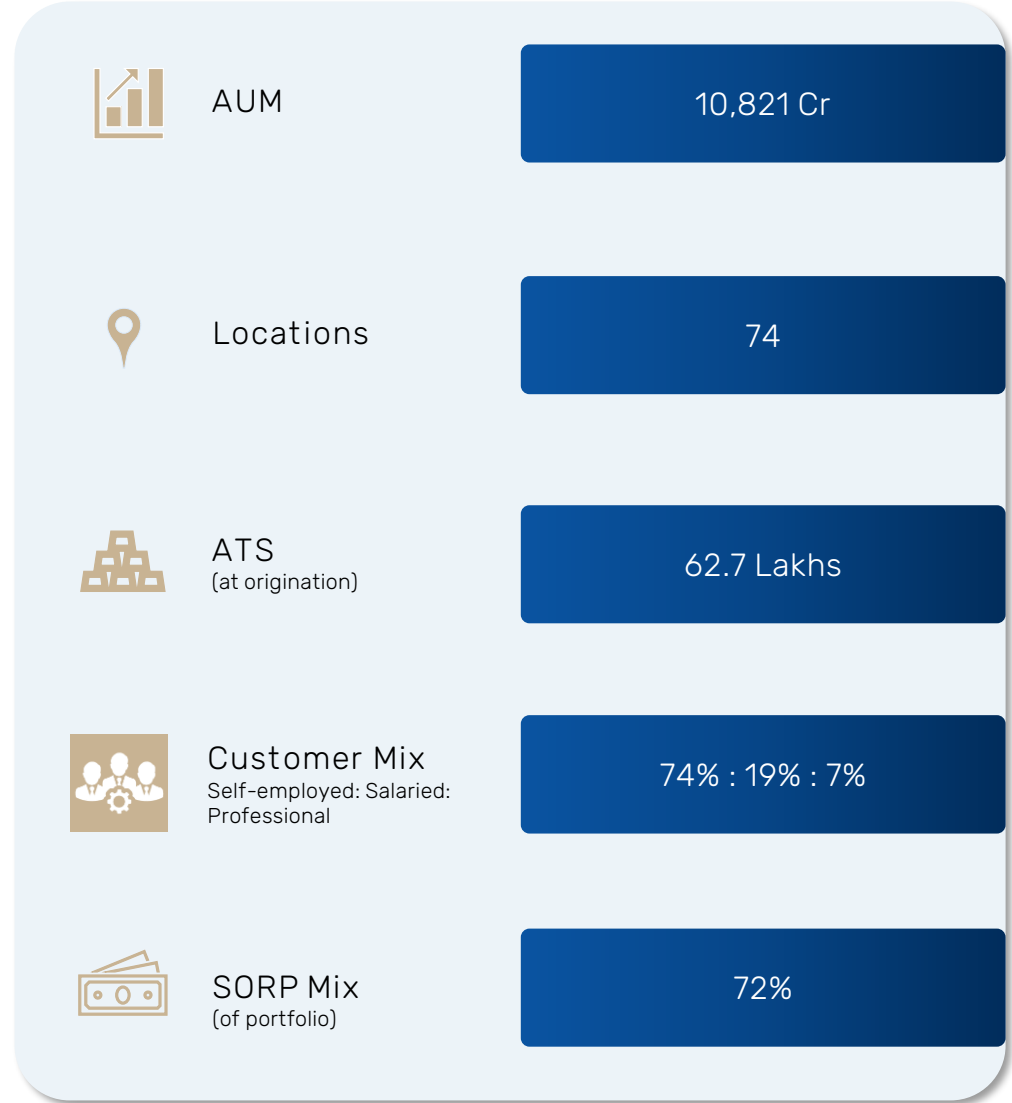 AUM
10,821 Cr
Locations
74
ATS
(at origination)
62.7 Lakhs
Customer Mix
Self-employed: Salaried:
Professional
74% : 19% : 7%
SORP Mix
(of portfolio)
72%